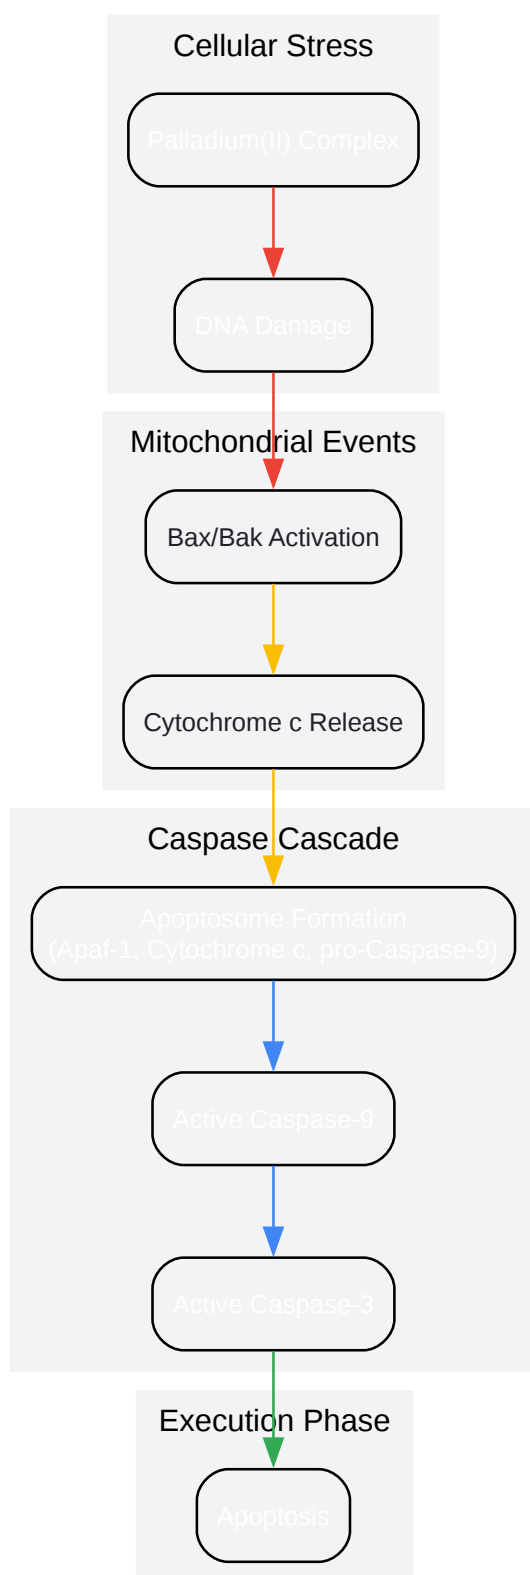 Cellular Stress
Palladium(II) Complex
DNA Damage
Mitochondrial Events
Bax/Bak Activation
Cytochrome c Release
Caspase Cascade
Apoptosome Formation
(Apaf-1, Cytochrome c, pro-Caspase-9)
Active Caspase-9
Active Caspase-3
Execution Phase
Apoptosis